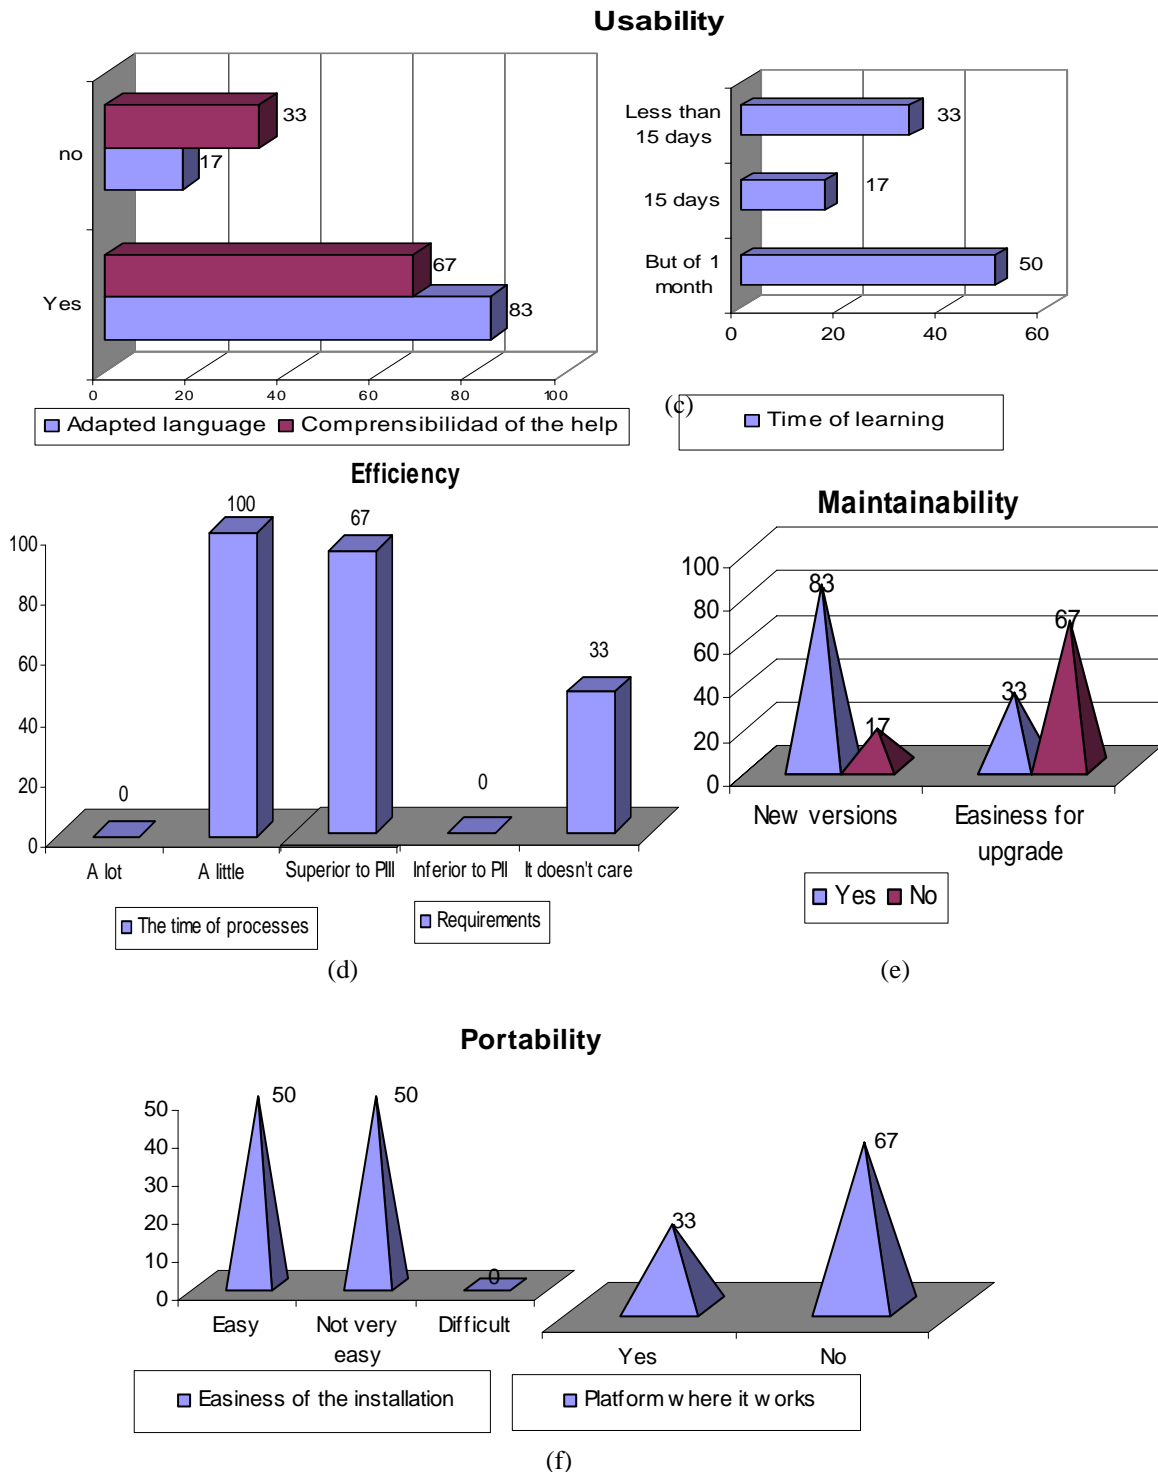 Usability
no
Yes
33
17
67
83
0 20 40 60 80 100
Adapted language Comprensibilidad of the help
Less than
15 days
15 days
But of 1
month
33
17
50
0 20 40 60
(c)
Time of learning
Efficiency
100
80
60
40
20
0
0
100
67
0
33
A lot A little Superior to PIII Inferior to PII It doesn't care
The time of processes Requirements
(d)
Maintainability
100
80
60
40
20
0
83
17
33
67
New versions
Easiness for
upgrade
Yes No
(e)
Portability
50
40
30
20
10
0
50
50
0
Easy
Not very
easy
Difficult
Easiness of the installation
33
67
Yes No
Platform where it works
(f)